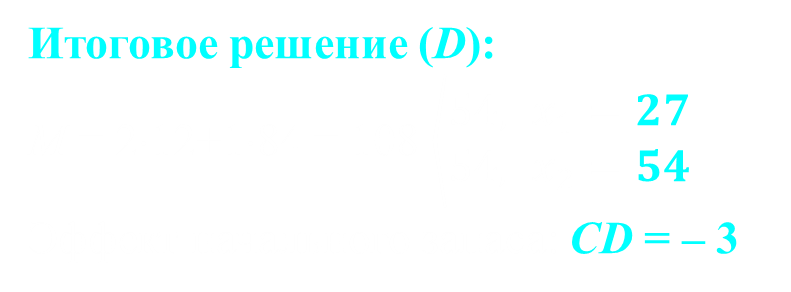 Итоговое решение (D):
27
54
CD = – 3